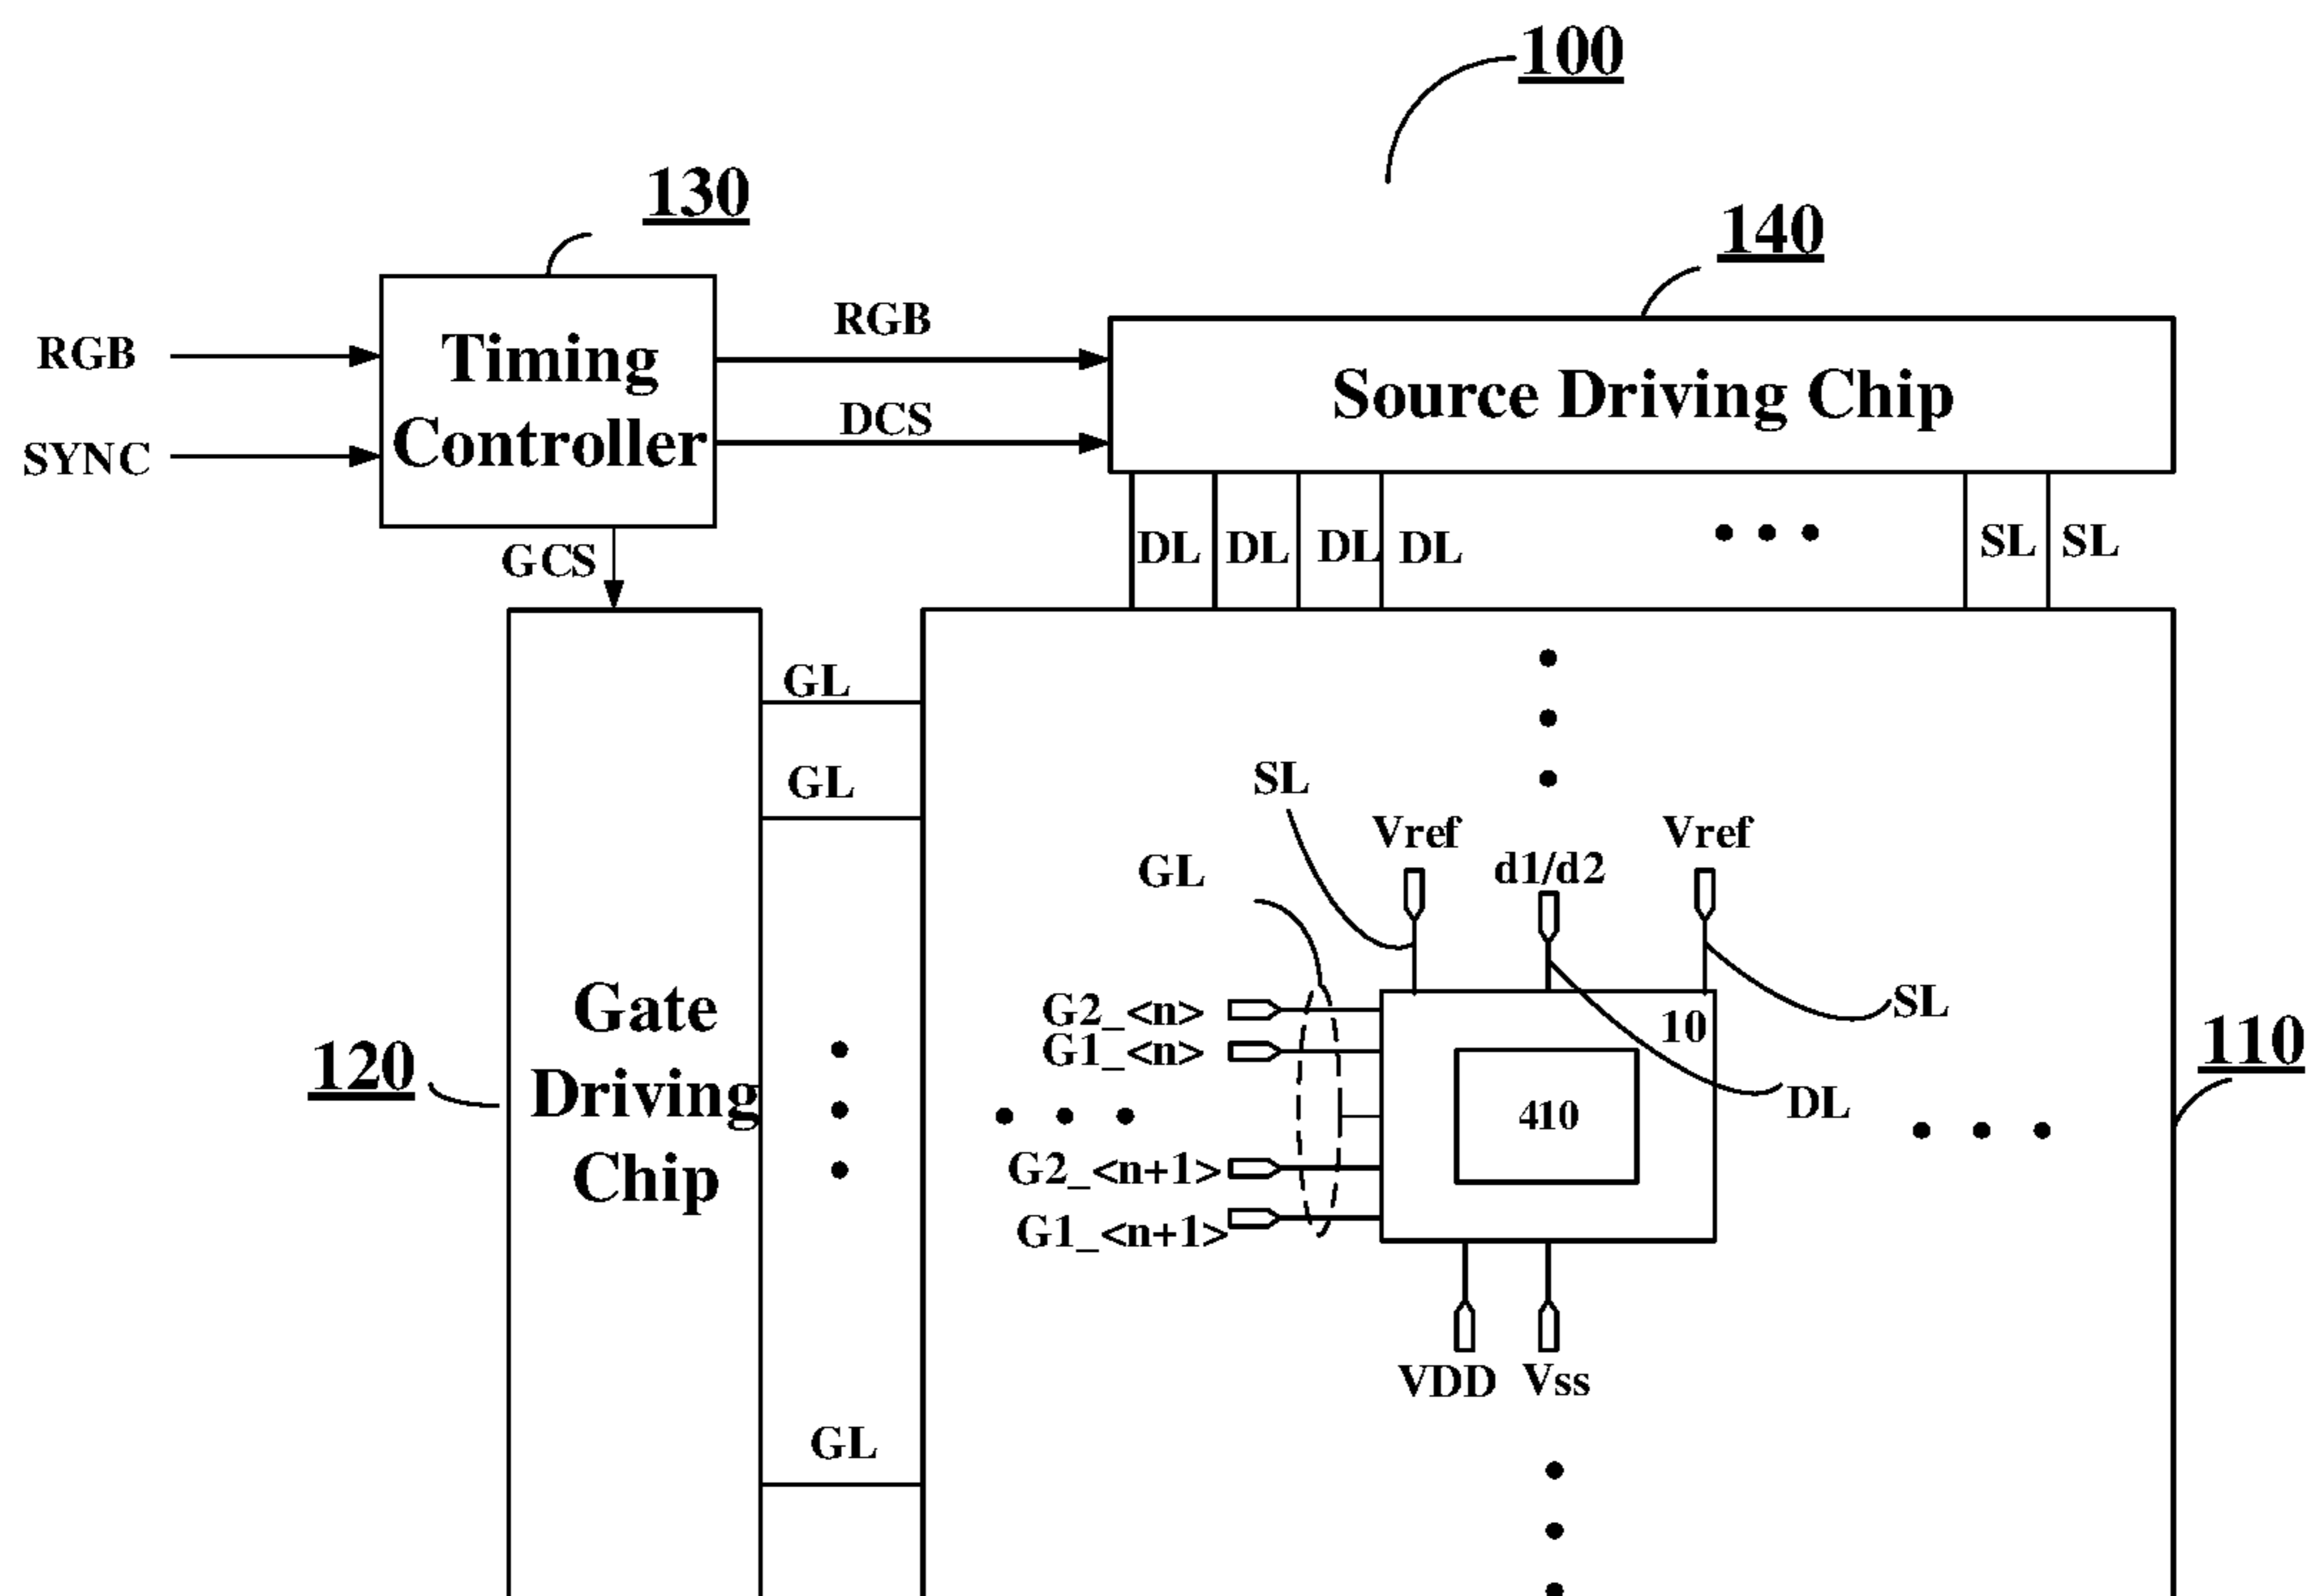 100
130
140
RGB
SYNC
Timing
Controller
RGB
DCS
Source Driving Chip
GCS
DL
DL
DL
DL
SL
SL
GL
GL
SL
Vref
d1/d2
Vref
GL
G2_<n>
G1_<n>
10
SL
110
120
Gate
Driving
Chip
410
DL
G2_<n+1>
G1_<n+1>
VDD
Vss
GL